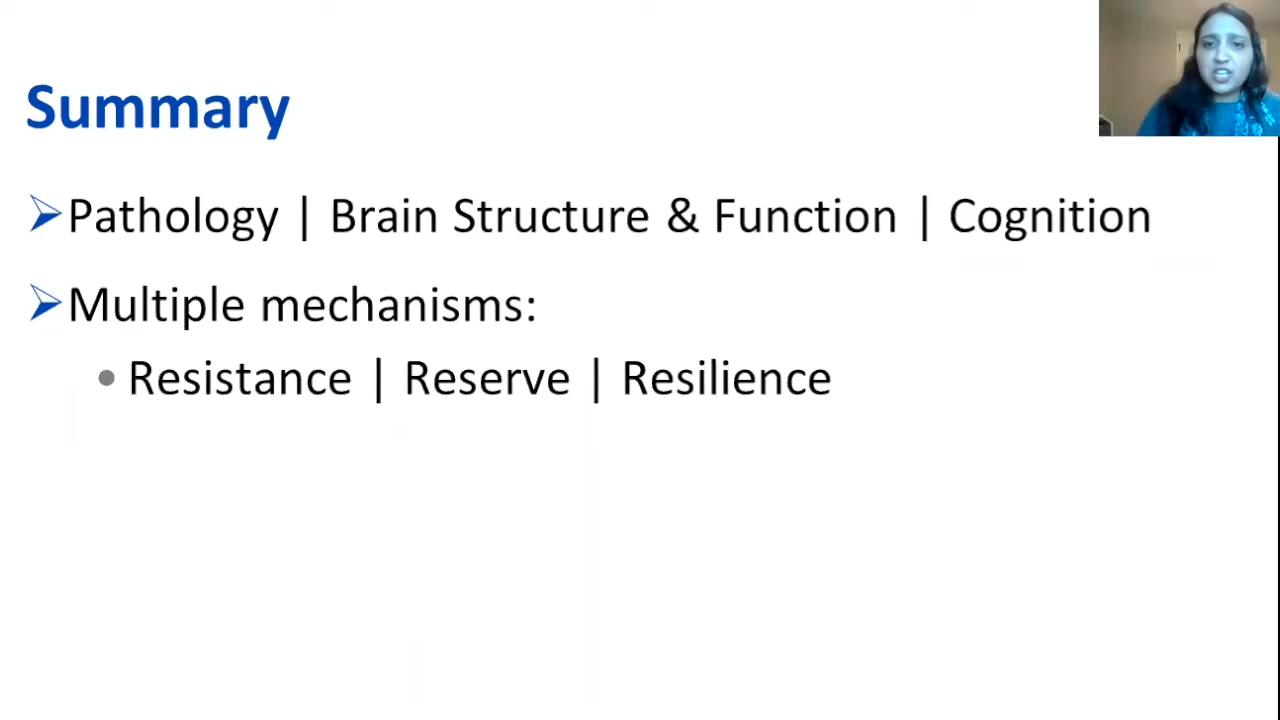 Summary
Pathology | Brain Structure & Function | Cognition
Multiple mechanisms:
Resistance | Reserve | Resilience